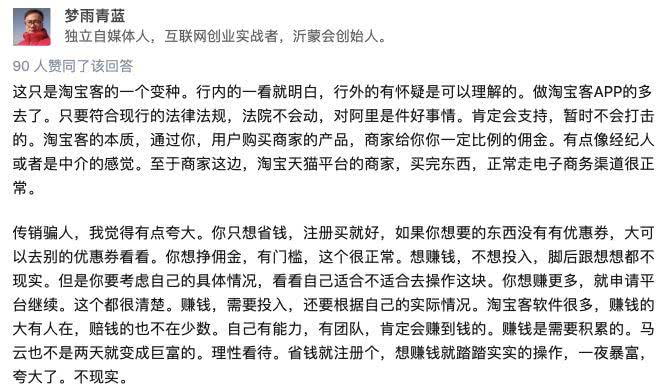 梦雨青蓝
独立自媒体人，互联网创业实战者，沂蒙会创始人。
90 人赞同了该回答
这只是淘宝客的一个变种。行内的一看就明白，行外的有怀疑是可以理解的。做淘宝客APP的多
去了。只要符合现行的法律法规，法院不会动，对阿里是件好事情。肯定会支持，暂时不会打击
的。淘宝客的本质，通过你，用户购买商家的产品，商家给你你一定比例的佣金。有点像经纪人
或者是中介的感觉。至于商家这边，淘宝天猫平台的商家，买完东西，正常走电子商务渠道很正
常。
传销骗人，我觉得有点夸大。你只想省钱，注册买就好，如果你想要的东西没有有优惠券，大可
以去别的优惠券看看。你想挣佣金，有门槛，这个很正常。想赚钱，不想投入，脚后跟想想都不
现实。但是你要考虑自己的具体情况，看看自己适合不适合去操作这块。你想赚更多，就申请平
台继续。这个都很清楚。赚钱，需要投入，还要根据自己的实际情况。淘宝客软件很多，赚钱的
大有人在，赔钱的也不在少数。自己有能力，有团队，肯定会赚到钱的。赚钱是需要积累的。马
云也不是两天就变成巨富的。理性看待。省钱就注册个，想赚钱就踏踏实实的操作，一夜暴富，
夸大了。不现实。